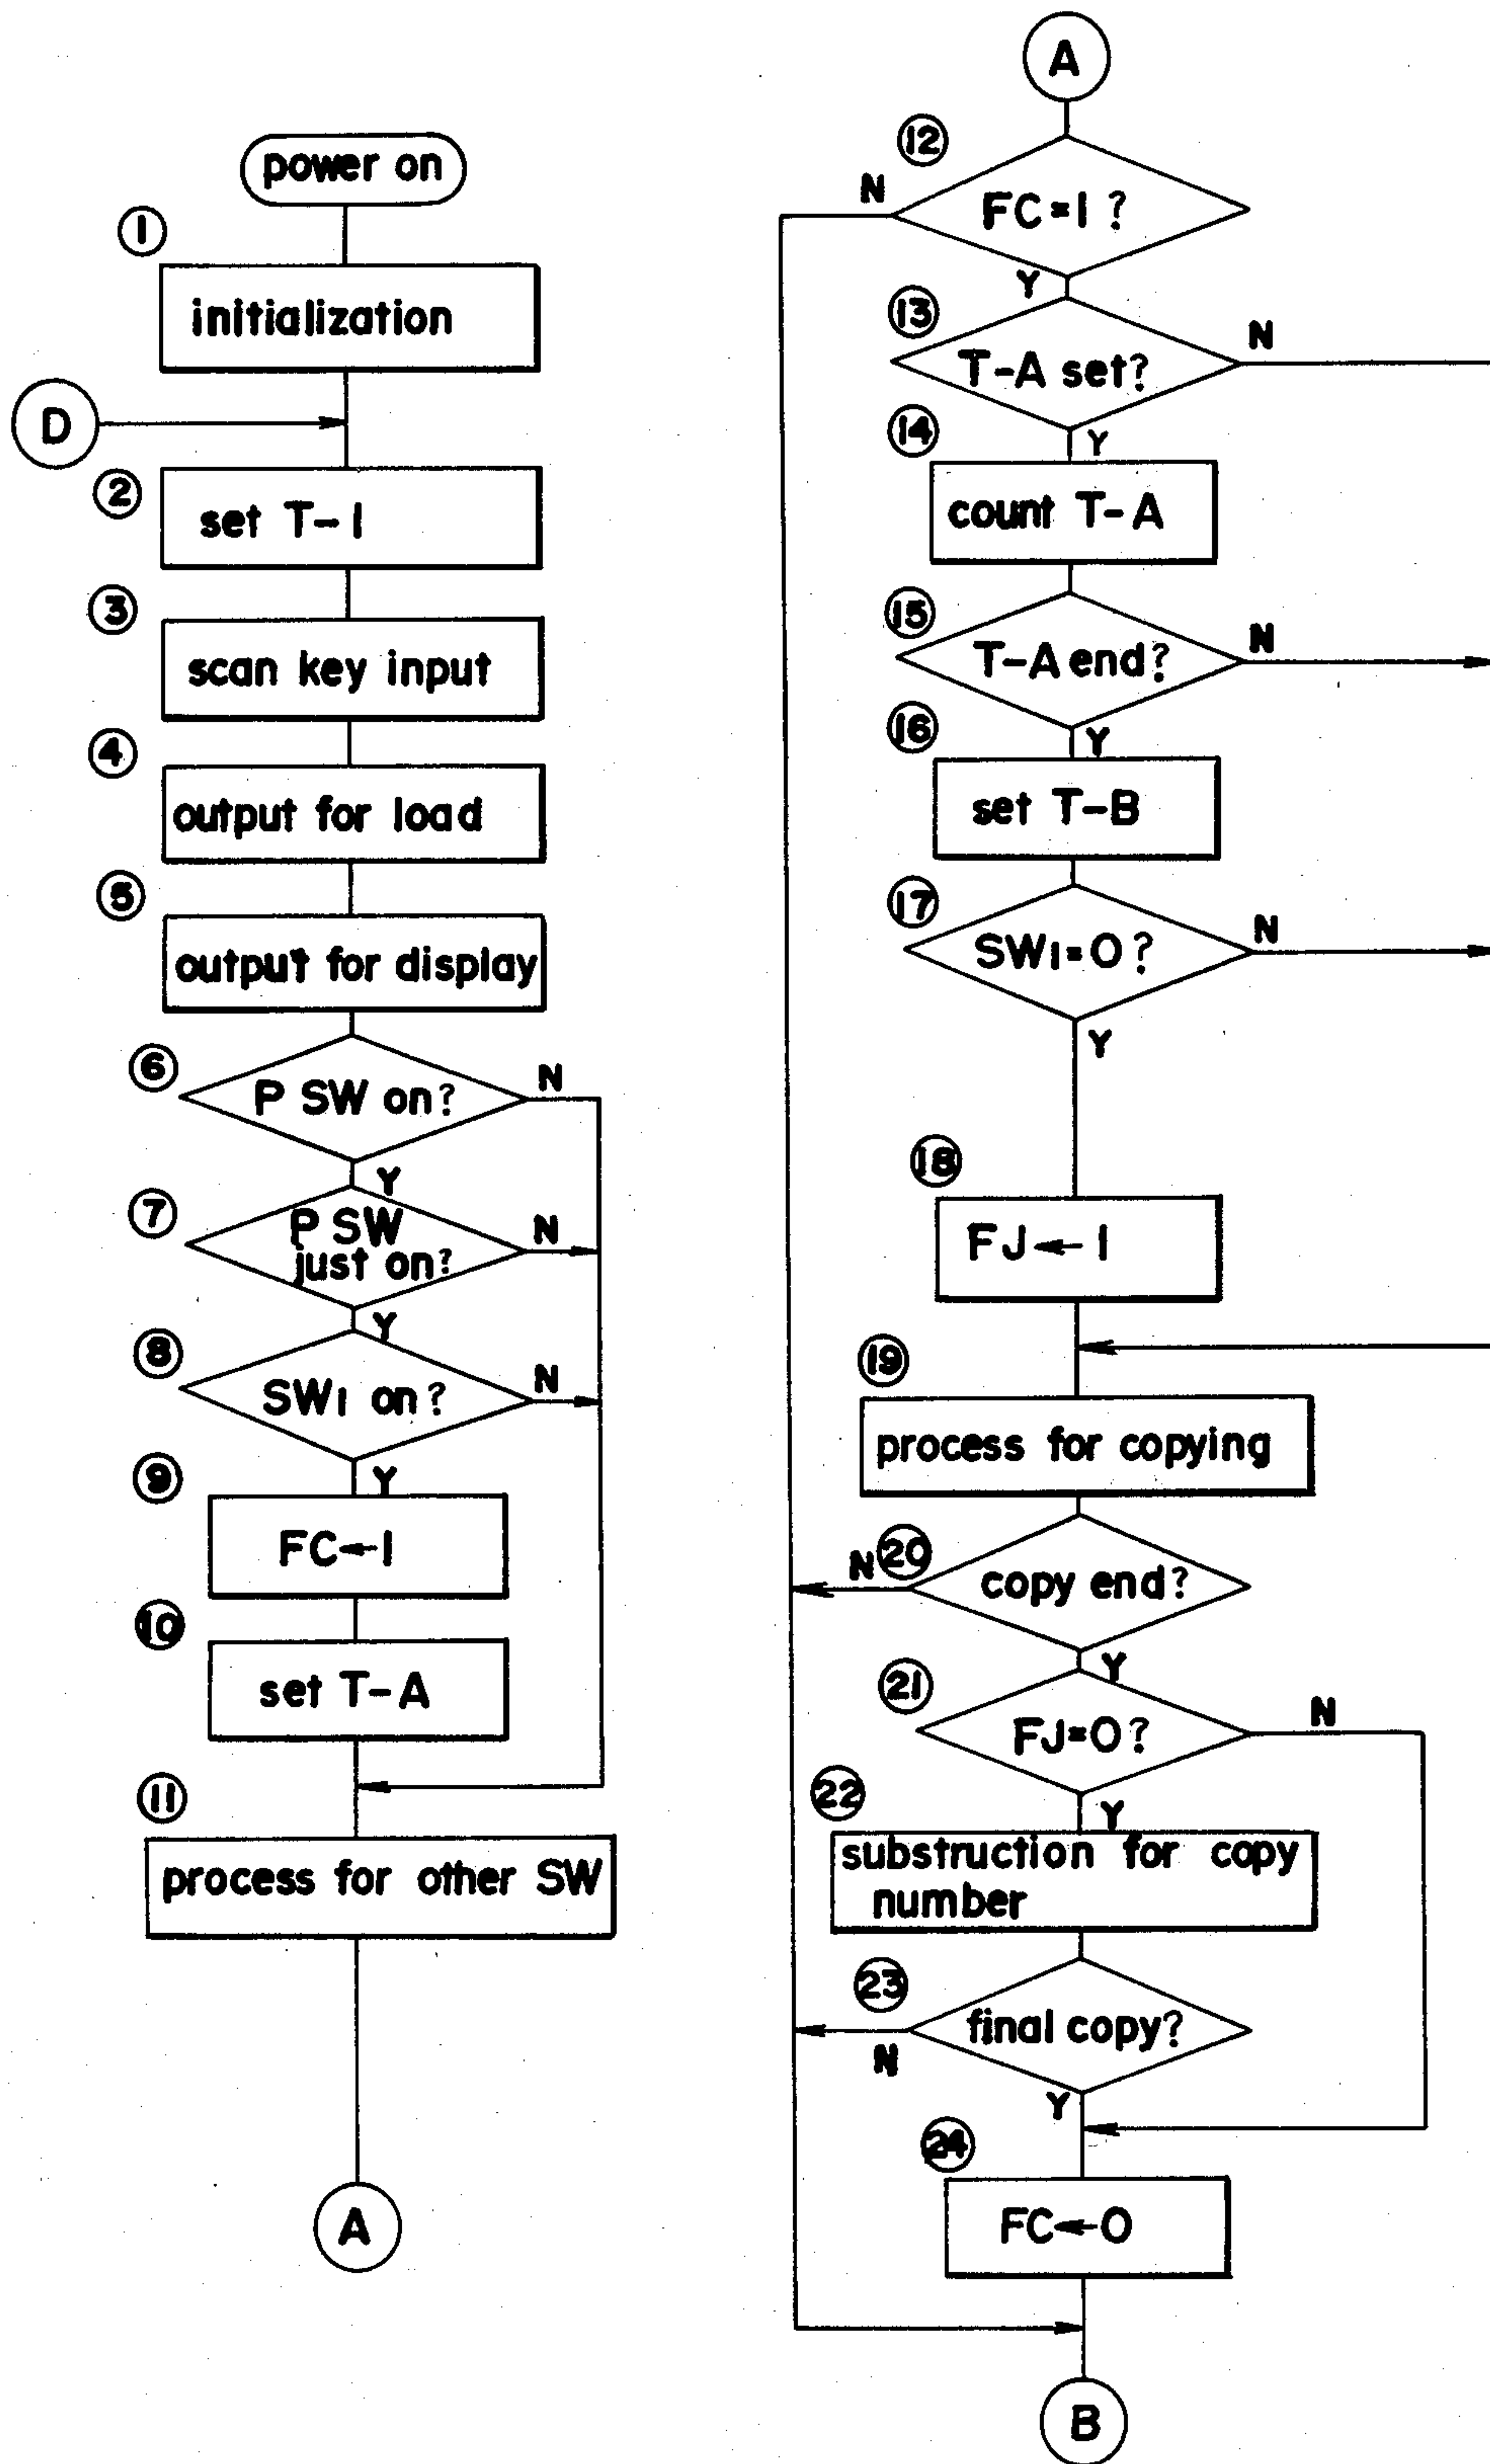 power on
1
initialization
D
2
set T-1
3
scan key input
4
output for load
5
output for display
6
P SW on?
N
Y
7
P SW
just on?
N
Y
8
SW1 on?
N
Y
9
FC←1
10
set T-A
11
process for other SW
A
A
12
FC=1?
N
Y
13
T-A set?
N
Y
14
count T-A
15
T-A end?
N
Y
16
set T-B
17
SW1=0?
N
Y
18
FJ←1
19
process for copying
20
copy end?
N
Y
21
FJ=0?
N
Y
22
substruction for copy
number
23
final copy?
N
Y
24
FC←0
B